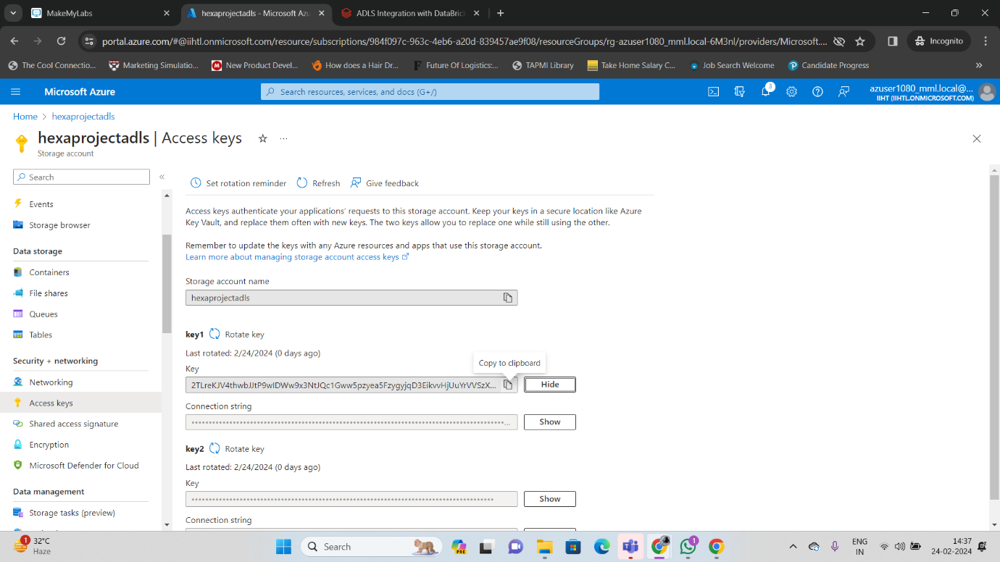 MakeMyLabs
hexaprojectadls - Microsoft Azu
ADLS Integration with DataBric
portal.azure.com/#@iihtl.onmicrosoft.com/resource/subscriptions/984f097c-963c-4eb6-a20d-839457ae9f08/resourceGroups/rg-azuser1080_mml.local-6M3nl/providers/Microsoft....
Incognito
The Cool Connectio...
Marketing Simulatio...
New Product Devel...
How does a Hair Dr...
Future Of Logistics:...
TAPMI Library
Take Home Salary C...
Job Search Welcome
Candidate Progress
Microsoft Azure
Search resources, services, and docs (G+/)
3
azuser1080_mml.local@...
IIHT (IIHTL.ONMICROSOFT.COM)
Home > hexaprojectadls
hexaprojectadls | Access keys
Storage account
Search
Events
Storage browser
Data storage
Containers
File shares
Queues
Tables
Security + networking
Networking
Access keys
Shared access signature
Encryption
Microsoft Defender for Cloud
Data management
Storage tasks (preview)
Set rotation reminder
Refresh
Give feedback
Access keys authenticate your applications' requests to this storage account. Keep your keys in a secure location like Azure
Key Vault, and replace them often with new keys. The two keys allow you to replace one while still using the other.
Remember to update the keys with any Azure resources and apps that use this storage account.
Learn more about managing storage account access keys
Storage account name
hexaprojectadls
key1
Rotate key
Last rotated: 2/24/2024 (0 days ago)
Copy to clipboard
Key
Hide
Connection string
Show
key2
Rotate key
Last rotated: 2/24/2024 (0 days ago)
Key
Show
Connection string
1
32°C
Haze
Search
PRE
1
ENG
IN
14:37
24-02-2024